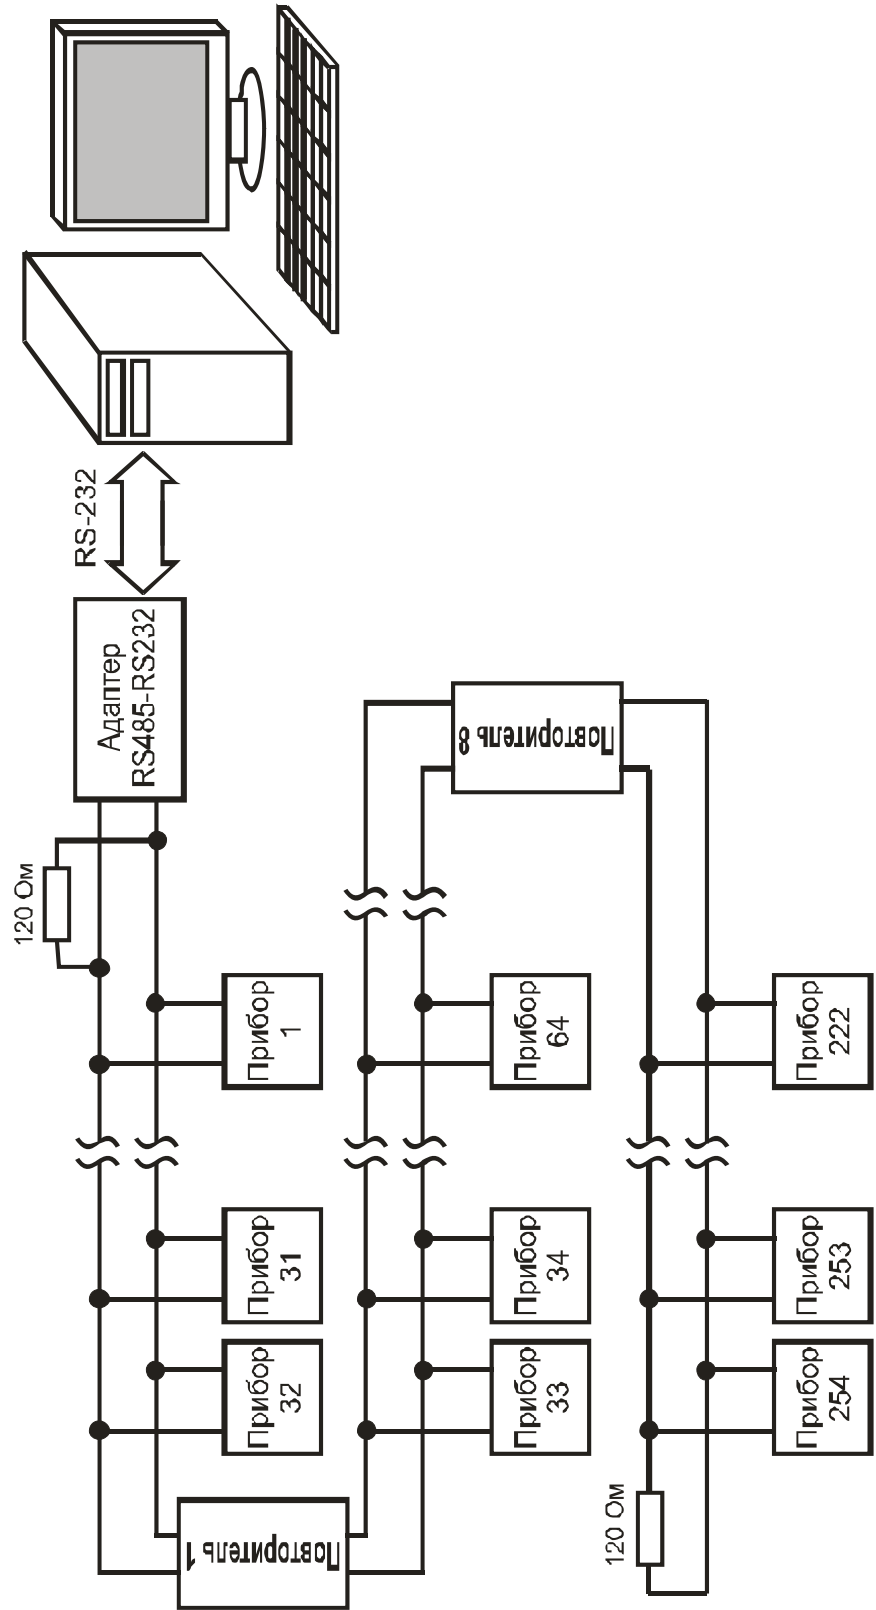 RS-232
Адаптер
RS485-RS232
120 Ом
Прибор
1
Прибор
31
Прибор
32
Повторитель 1
Прибор
33
Прибор
34
Прибор
64
Повторитель 8
Прибор
222
Прибор
253
Прибор
254
120 Ом